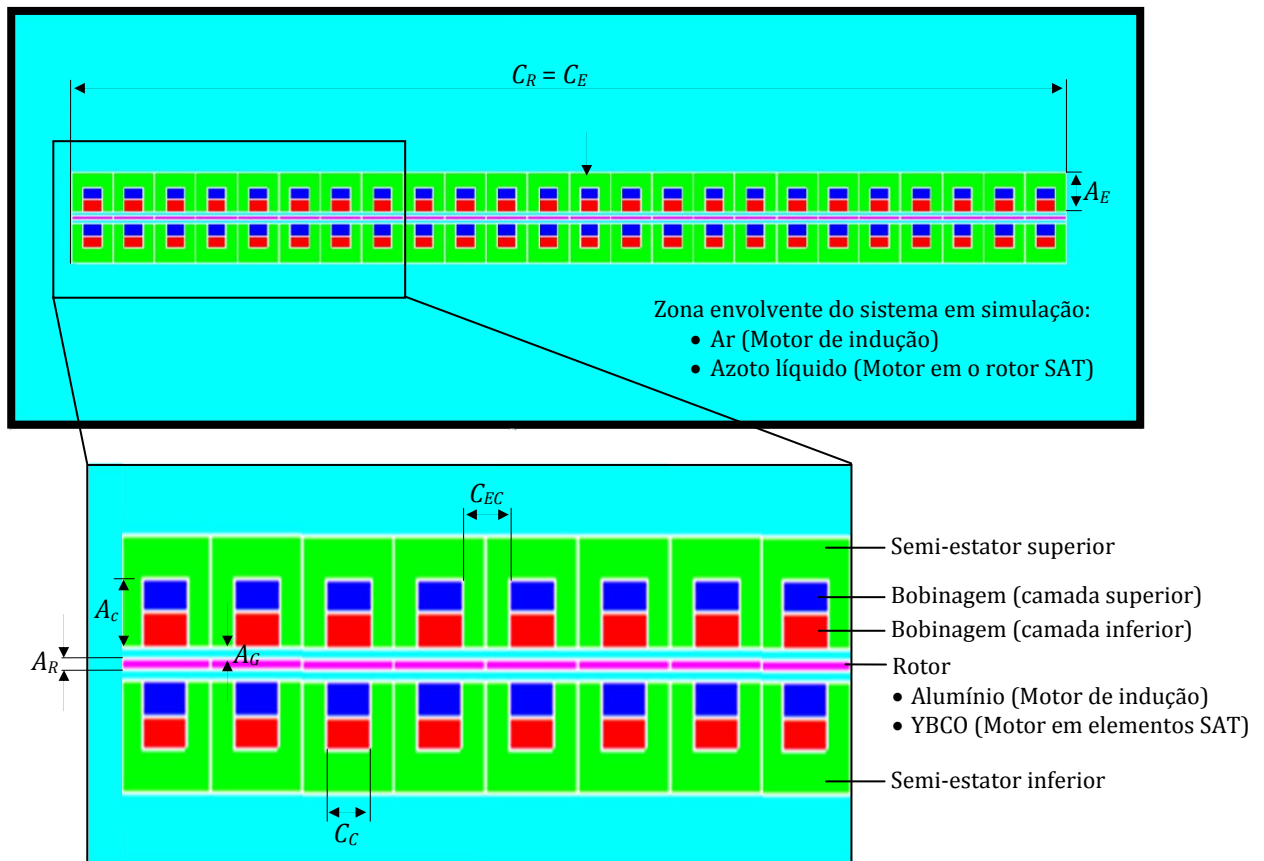 C_R = C_E
A_E
Zona envolvente do sistema em simulação:
• Ar (Motor de indução)
• Azoto líquido (Motor em o rotor SAT)
C_EC
Semi-estator superior
A_c
Bobinagem (camada superior)
Bobinagem (camada inferior)
A_R
A_G
Rotor
• Alumínio (Motor de indução)
• YBCO (Motor em elementos SAT)
Semi-estator inferior
C_C